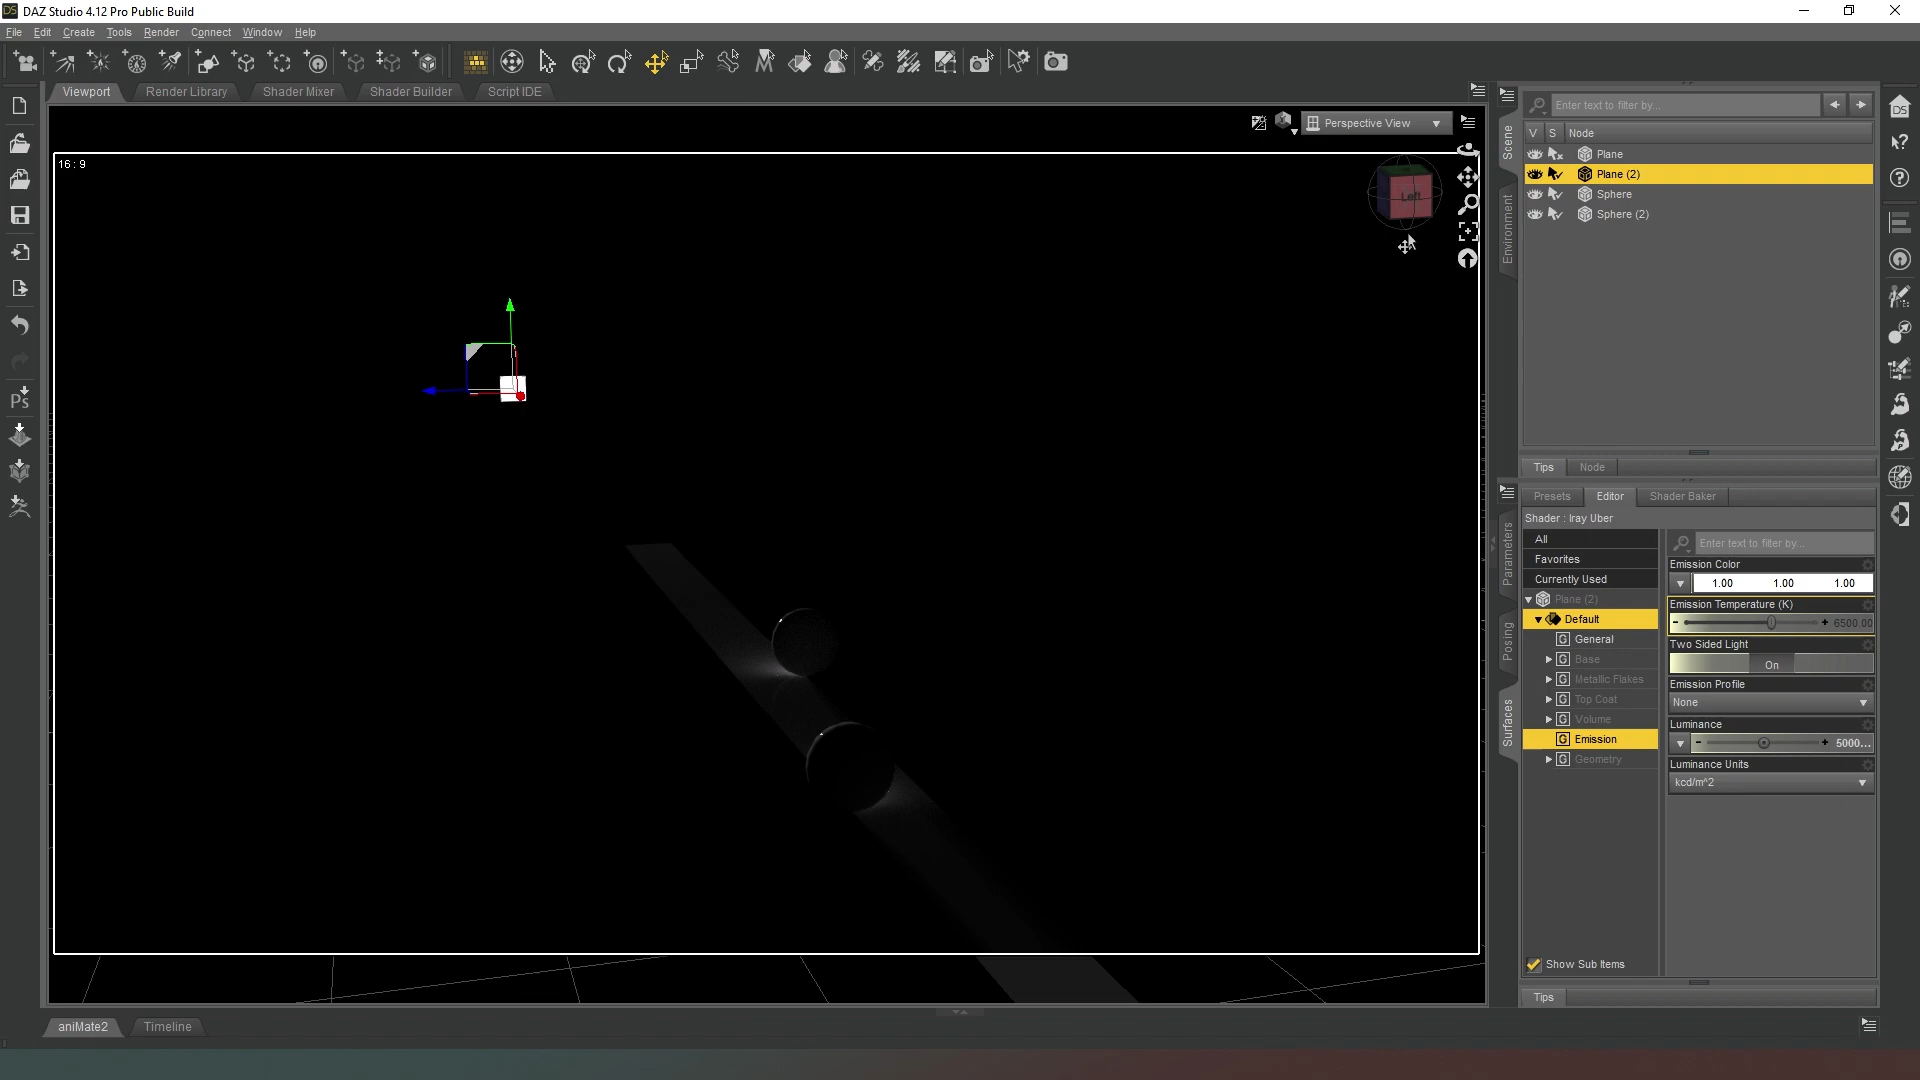 DS DAZ Studio 4.12 Pro Public Build
File Edit Create Tools Render Connect Window Help
Viewport Render Library Shader Mixer Shader Builder Script IDE
Perspective View
16 : 9
Left
Ps
Scene
Environment
Enter text to filter by...
V S Node
Plane
Plane (2)
Sphere
Sphere (2)
DS
Tips Node
Parameters
Posing
Surfaces
Presets Editor Shader Baker
Shader : Iray Uber
All
Favorites
Currently Used
Plane (2)
Default
G General
G Base
G Metallic Flakes
G Top Coat
G Volume
G Emission
G Geometry
Show Sub Items
Enter text to filter by...
Emission Color
1.00 1.00 1.00
Emission Temperature (K)
6500.00
Two Sided Light
On
Emission Profile
None
Luminance
5000...
Luminance Units
kcd/m^2
Tips
aniMate2 Timeline